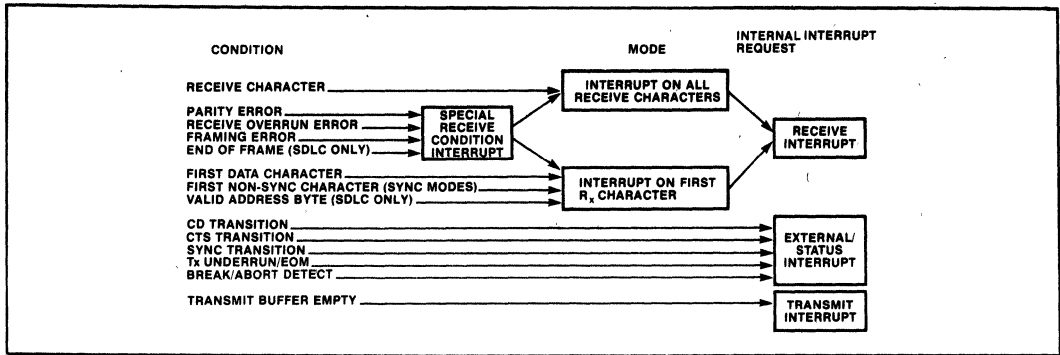 CONDITION
MODE
INTERNAL INTERRUPT
REQUEST
RECEIVE CHARACTER
INTERRUPT ON ALL
RECEIVE CHARACTERS
PARITY ERROR
RECEIVE OVERRUN ERROR
FRAMING ERROR
END OF FRAME (SDLC ONLY)
SPECIAL
RECEIVE
CONDITION
INTERRUPT
RECEIVE
INTERRUPT
FIRST DATA CHARACTER
FIRST NON-SYNC CHARACTER (SYNC MODES)
VALID ADDRESS BYTE (SDLC ONLY)
INTERRUPT ON FIRST
Rx CHARACTER
CD TRANSITION
CTS TRANSITION
SYNC TRANSITION
Tx UNDERRUN/EOM
BREAK/ABORT DETECT
EXTERNAL/
STATUS
INTERRUPT
TRANSMIT BUFFER EMPTY
TRANSMIT
INTERRUPT